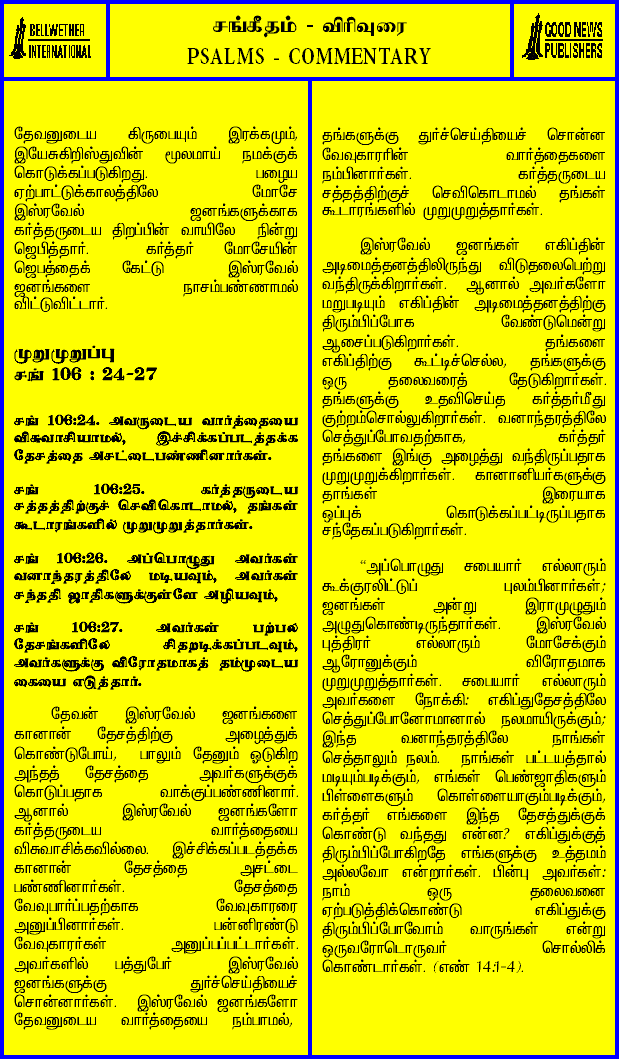 BELLWETHER
INTERNATIONAL
சங்கீதம் - விரிவுரை
PSALMS - COMMENTARY
GOOD NEWS
PUBLISHERS
தேவனுடைய கிருபையும் இரக்கமும்,
இயேசுகிறிஸ்துவின் மூலமாய் நமக்குக்
கொடுக்கப்படுகிறது. பழைய
ஏற்பாட்டுக்காலத்திலே மோசே
இஸ்ரவேல் ஜனங்களுக்காக
கர்த்தருடைய திறப்பின் வாயிலே நின்று
ஜெபித்தார். கர்த்தர் மோசேயின்
ஜெபத்தைக் கேட்டு இஸ்ரவேல்
ஜனங்களை நாசம்பண்ணாமல்
விட்டுவிட்டார்.
முறுமுறுப்பு
சங் 106 : 24-27
சங் 106:24. அவருடைய வார்த்தையை
விசுவாசியாமல், இச்சிக்கப்படத்தக்க
தேசத்தை அசட்டைபண்ணினார்கள்.
சங் 106:25. கர்த்தருடைய
சத்தத்திற்குச் செவிகொடாமல், தங்கள்
கூடாரங்களில் முறுமுறுத்தார்கள்.
சங் 106:26. அப்பொழுது அவர்கள்
வனாந்தரத்திலே மடியவும், அவர்கள்
சந்ததி ஜாதிகளுக்குள்ளே அழியவும்,
சங் 106:27. அவர்கள் பற்பல
தேசங்களிலே சிதறடிக்கப்படவும்,
அவர்களுக்கு விரோதமாகத் தம்முடைய
கையை எடுத்தார்.
தேவன் இஸ்ரவேல் ஜனங்களை
கானான் தேசத்திற்கு அழைத்துக்
கொண்டுபோய், பாலும் தேனும் ஒடுகிற
அந்தத் தேசத்தை அவர்களுக்குக்
கொடுப்பதாக வாக்குப்பண்ணினார்.
ஆனால் இஸ்ரவேல் ஜனங்களோ
கர்த்தருடைய வார்த்தையை
விசுவாசிக்கவில்லை. இச்சிக்கப்படத்தக்க
கானான் தேசத்தை அசட்டை
பண்ணினார்கள். தேசத்தை
வேவுபார்ப்பதற்காக வேவுகாரரை
அனுப்பினார்கள். பன்னிரண்டு
வேவுகாரர்கள் அனுப்பப்பட்டார்கள்.
அவர்களில் பத்துபேர் இஸ்ரவேல்
ஜனங்களுக்கு துர்ச்செய்தியைச்
சொன்னார்கள். இஸ்ரவேல் ஜனங்களோ
தேவனுடைய வார்த்தையை நம்பாமல்,
தங்களுக்கு துர்ச்செய்தியைச் சொன்ன
வேவுகாரரின் வார்த்தைகளை
நம்பினார்கள். கர்த்தருடைய
சத்தத்திற்குச் செவிகொடாமல் தங்கள்
கூடாரங்களில் முறுமுறுத்தார்கள்.
இஸ்ரவேல் ஜனங்கள் எகிப்தின்
அடிமைத்தனத்திலிருந்து விடுதலைபெற்று
வந்திருக்கிறார்கள். ஆனால் அவர்களோ
மறுபடியும் எகிப்தின் அடிமைத்தனத்திற்கு
திரும்பிப்போக வேண்டுமென்று
ஆசைப்படுகிறார்கள். தங்களை
எகிப்திற்கு கூட்டிச்செல்ல, தங்களுக்கு
ஒரு தலைவரைத் தேடுகிறார்கள்.
தங்களுக்கு உதவிசெய்த கர்த்தர்மீது
குற்றம்சொல்லுகிறார்கள். வனாந்தரத்திலே
செத்துப்போவதற்காக, கர்த்தர்
தங்களை இங்கு அழைத்து வந்திருப்பதாக
முறுமுறுக்கிறார்கள். கானானியர்களுக்கு
தாங்கள் இரையாக
ஒப்புக் கொடுக்கப்பட்டிருப்பதாக
சந்தேகப்படுகிறார்கள்.
“அப்பொழுது சபையார் எல்லாரும்
கூக்குரலிட்டுப் புலம்பினார்கள்;
ஜனங்கள் அன்று இராமுழுதும்
அழுதுகொண்டிருந்தார்கள். இஸ்ரவேல்
புத்திரர் எல்லாரும் மோசேக்கும்
ஆரோனுக்கும் விரோதமாக
முறுமுறுத்தார்கள். சபையார் எல்லாரும்
அவர்களை நோக்கி: எகிப்துதேசத்திலே
செத்துப்போனோமானால் நலமாயிருக்கும்;
இந்த வனாந்தரத்திலே நாங்கள்
செத்தாலும் நலம். நாங்கள் பட்டயத்தால்
மடியும்படிக்கும், எங்கள் பெண்ஜாதிகளும்
பிள்ளைகளும் கொள்ளையாகும்படிக்கும்,
கர்த்தர் எங்களை இந்த தேசத்துக்குக்
கொண்டு வந்தது என்ன? எகிப்துக்குத்
திரும்பிப்போகிறதே எங்களுக்கு உத்தமம்
அல்லவோ என்றார்கள். பின்பு அவர்கள்:
நாம் ஒரு தலைவனை
ஏற்படுத்திக்கொண்டு எகிப்துக்கு
திரும்பிப்போவோம் வாருங்கள் என்று
ஒருவரோடொருவர் சொல்லிக்
கொண்டார்கள். (எண் 14:1-4).